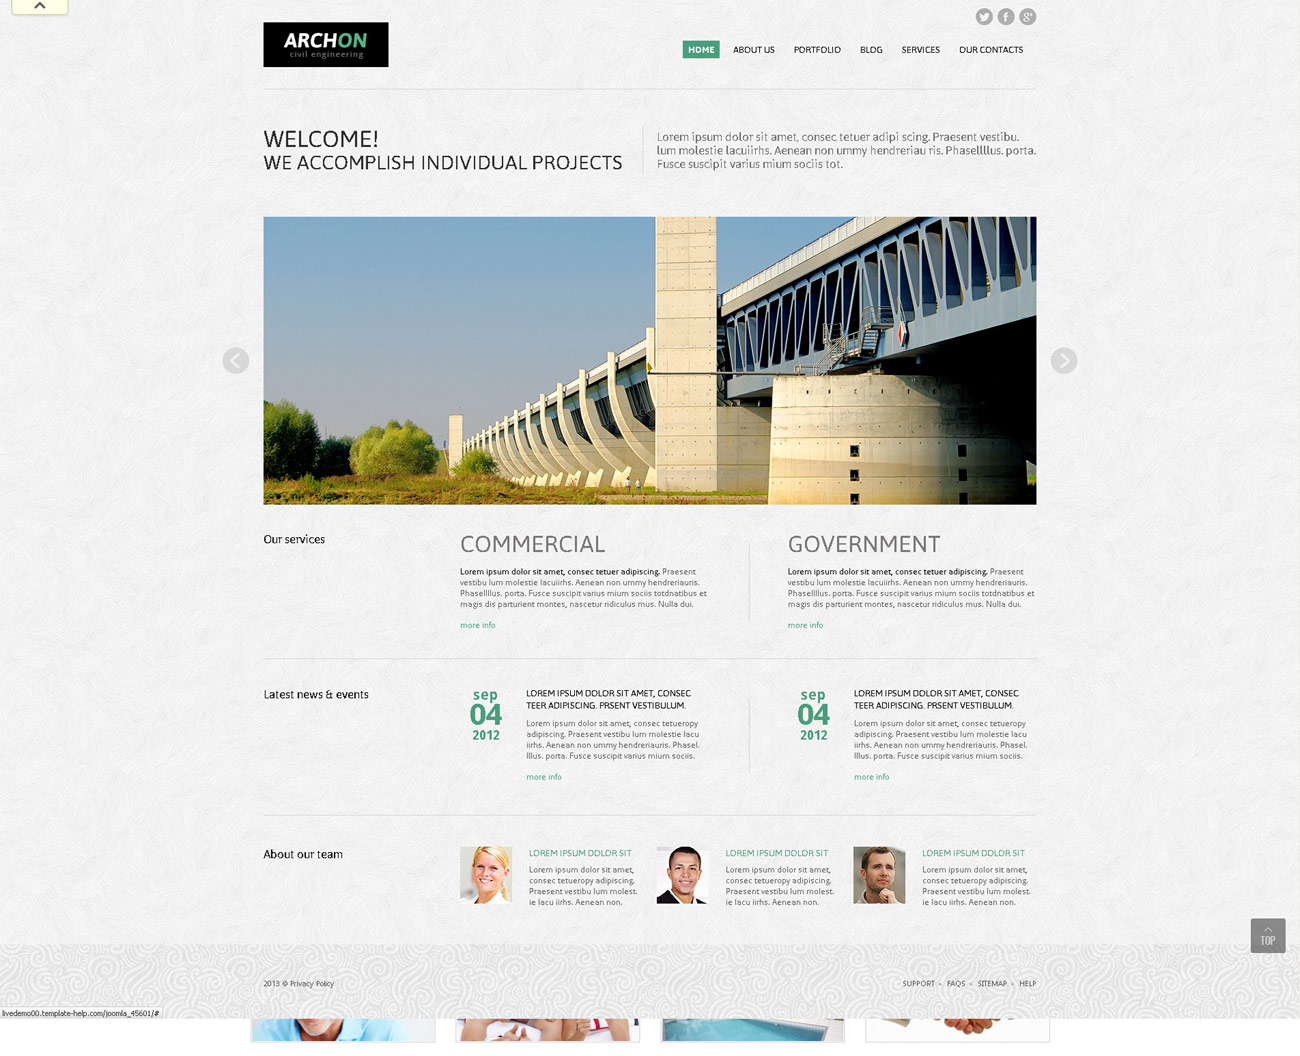 ARCHON
civil engineering
HOME ABOUT US PORTFOLIO BLOG SERVICES OUR CONTACTS
WELCOME!
WE ACCOMPLISH INDIVIDUAL PROJECTS
Lorem ipsum dolor sit amet, consec tetuer adipi scing. Praesent vestibu.
lum molestie lacuiirhs. Aenean non ummy hendreriau ris. Phasellllus. porta.
Fusce suscipit varius mium sociis tot.
Our services
COMMERCIAL
Lorem ipsum dolor sit amet, consec tetuer adipiscing. Praesent
vestibu lum molestie lacuiirhs. Aenean non ummy hendreriauris.
Phasellllus. porta. Fusce suscipit varius mium sociis totdnatibus et
magis dis parturient montes, nascetur ridiculus mus. Nulla dui.
more info
GOVERNMENT
Lorem ipsum dolor sit amet, consec tetuer adipiscing. Praesent
vestibu lum molestie lacuiirhs. Aenean non ummy hendreriauris.
Phasellllus. porta. Fusce suscipit varius mium sociis totdnatibus et
magis dis parturient montes, nascetur ridiculus mus. Nulla dui.
more info
Latest news & events
sep
04
2012
LOREM IPSUM DOLOR SIT AMET, CONSEC
TEER ADIPISCING. PRSENT VESTIBULUM.
Lorem ipsum dolor sit amet, consec tetueropy
adipiscing. Praesent vestibu lum molestie lacu
iirhs. Aenean non ummy hendreriauris. Phasel.
lllus. porta. Fusce suscipit varius mium sociis.
more info
sep
04
2012
LOREM IPSUM DOLOR SIT AMET, CONSEC
TEER ADIPISCING. PRSENT VESTIBULUM.
Lorem ipsum dolor sit amet, consec tetueropy
adipiscing. Praesent vestibu lum molestie lacu
iirhs. Aenean non ummy hendreriauris. Phasel.
lllus. porta. Fusce suscipit varius mium sociis.
more info
About our team
LOREM IPSUM DOLOR SIT
Lorem ipsum dolor sit amet,
consec tetueropy adipiscing.
Praesent vestibu lum molest.
ie lacu iirhs. Aenean non.
LOREM IPSUM DOLOR SIT
Lorem ipsum dolor sit amet,
consec tetueropy adipiscing.
Praesent vestibu lum molest.
ie lacu iirhs. Aenean non.
LOREM IPSUM DOLOR SIT
Lorem ipsum dolor sit amet,
consec tetueropy adipiscing.
Praesent vestibu lum molest.
ie lacu iirhs. Aenean non.
TOP
2013 © Privacy Policy
SUPPORT FAQS SITEMAP HELP
livedemo00.template-help.com/joomla_45601/#